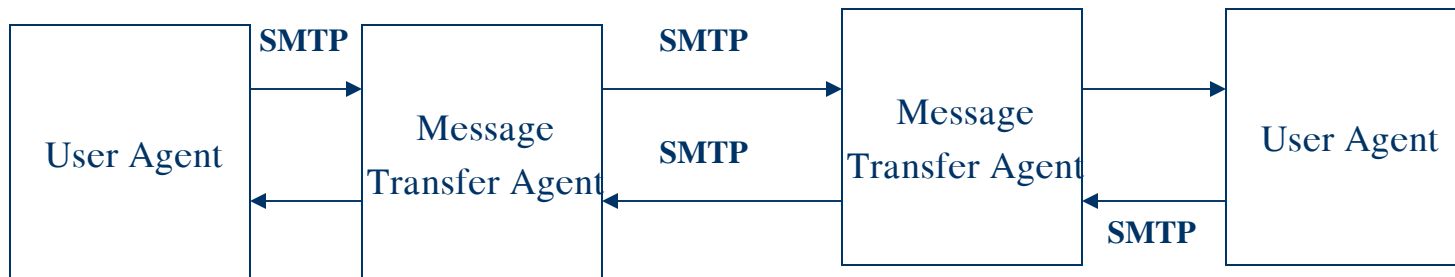 SMTP
SMTP
User Agent
Message
Transfer Agent
SMTP
Message
Transfer Agent
User Agent
SMTP